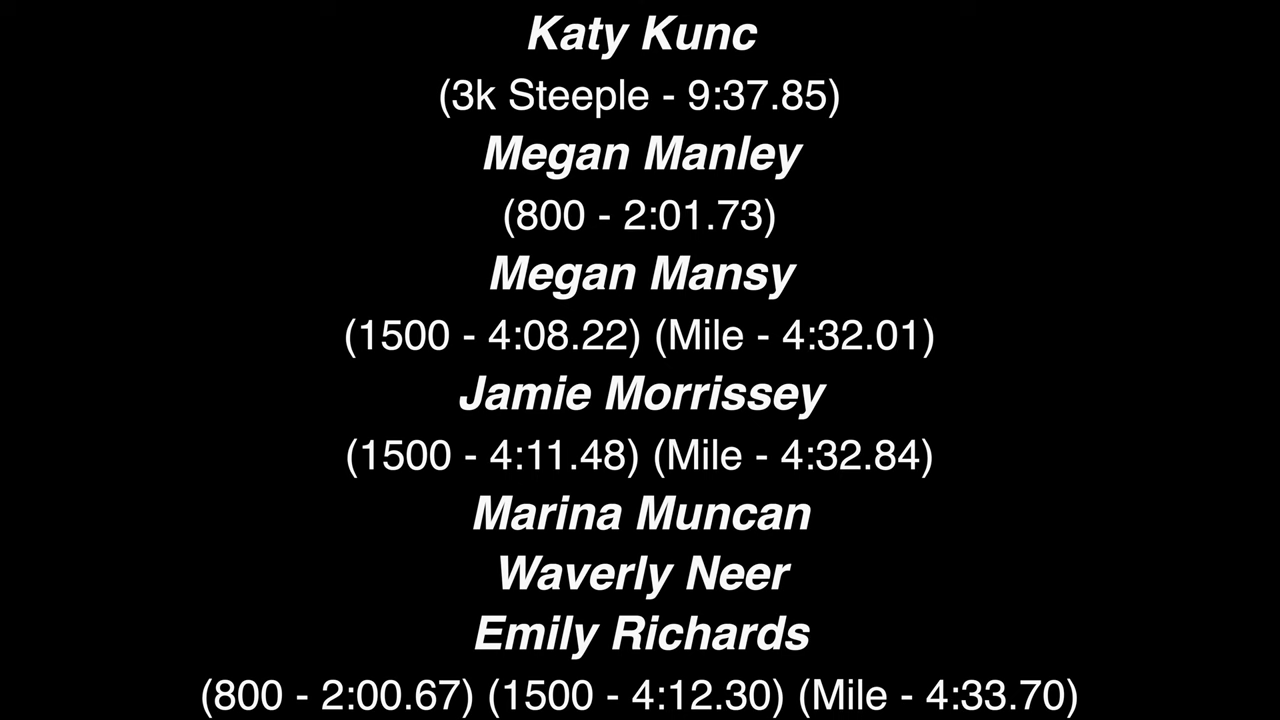 Katy Kunc
(3k Steeple - 9:37.85)
Megan Manley
(800 - 2:01.73)
Megan Mansy
(1500 - 4:08.22) (Mile - 4:32.01)
Jamie Morrissey
(1500 - 4:11.48) (Mile - 4:32.84)
Marina Muncan
Waverly Neer
Emily Richards
(800 - 2:00.67) (1500 - 4:12.30) (Mile - 4:33.70)